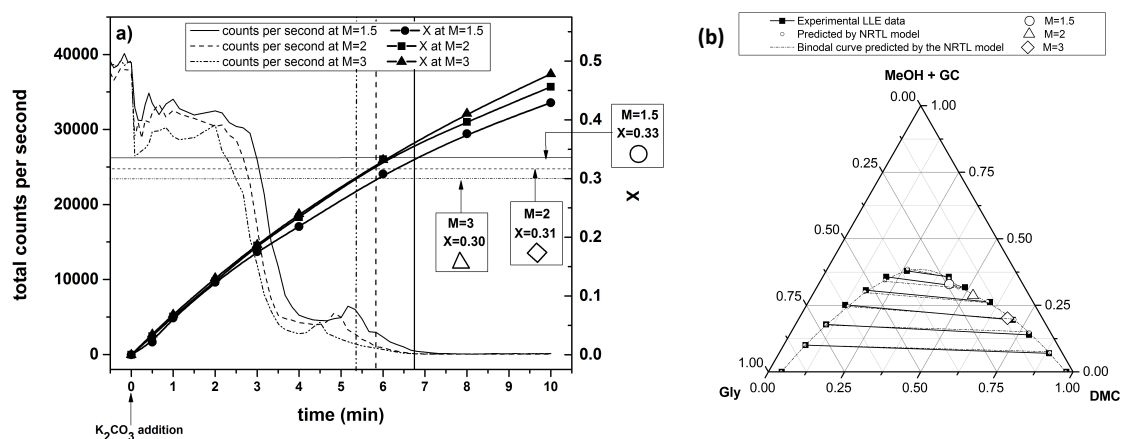 a)
counts per second at M=1.5
counts per second at M=2
counts per second at M=3
X at M=1.5
X at M=2
X at M=3
total counts per second
40000
30000
20000
10000
0
0.5
0.4
0.3
0.2
0.1
0.0
X
M=1.5
X=0.33
M=2
X=0.31
M=3
X=0.30
0 1 2 3 4 5 6 7 8 9 10
time (min)
K2CO3 addition
(b)
Experimental LLE data
Predicted by NRTL model
Binodal curve predicted by the NRTL model
M=1.5
M=2
M=3
MeOH + GC
0.00
1.00
0.25
0.75
0.50
0.50
0.75
0.25
1.00
0.00
0.00 0.25 0.50 0.75 1.00
Gly
DMC